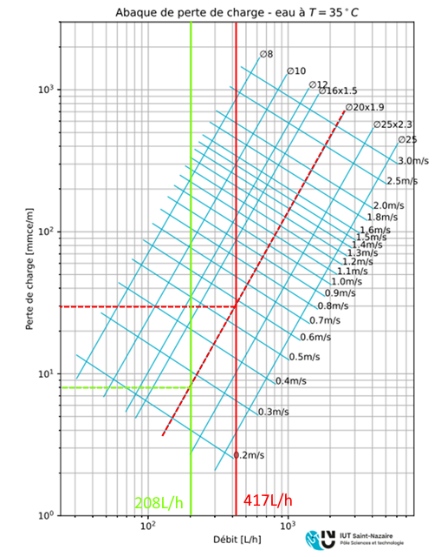 Abaque de perte de charge - eau à T = 35°C
Perte de charge [mmce/m]
10³
10²
10¹
10⁰
∅8
∅10
∅12
∅16x1.5
∅20x1.9
∅25x2.3
∅25
3.0m/s
2.5m/s
2.0m/s
1.8m/s
1.6m/s
1.5m/s
1.4m/s
1.3m/s
1.2m/s
1.1m/s
1.0m/s
0.9m/s
0.8m/s
0.7m/s
0.6m/s
0.5m/s
0.4m/s
0.3m/s
0.2m/s
208L/h
417L/h
10²
10³
Débit [L/h]
IUT Saint-Nazaire
Pôle Sciences et technologie